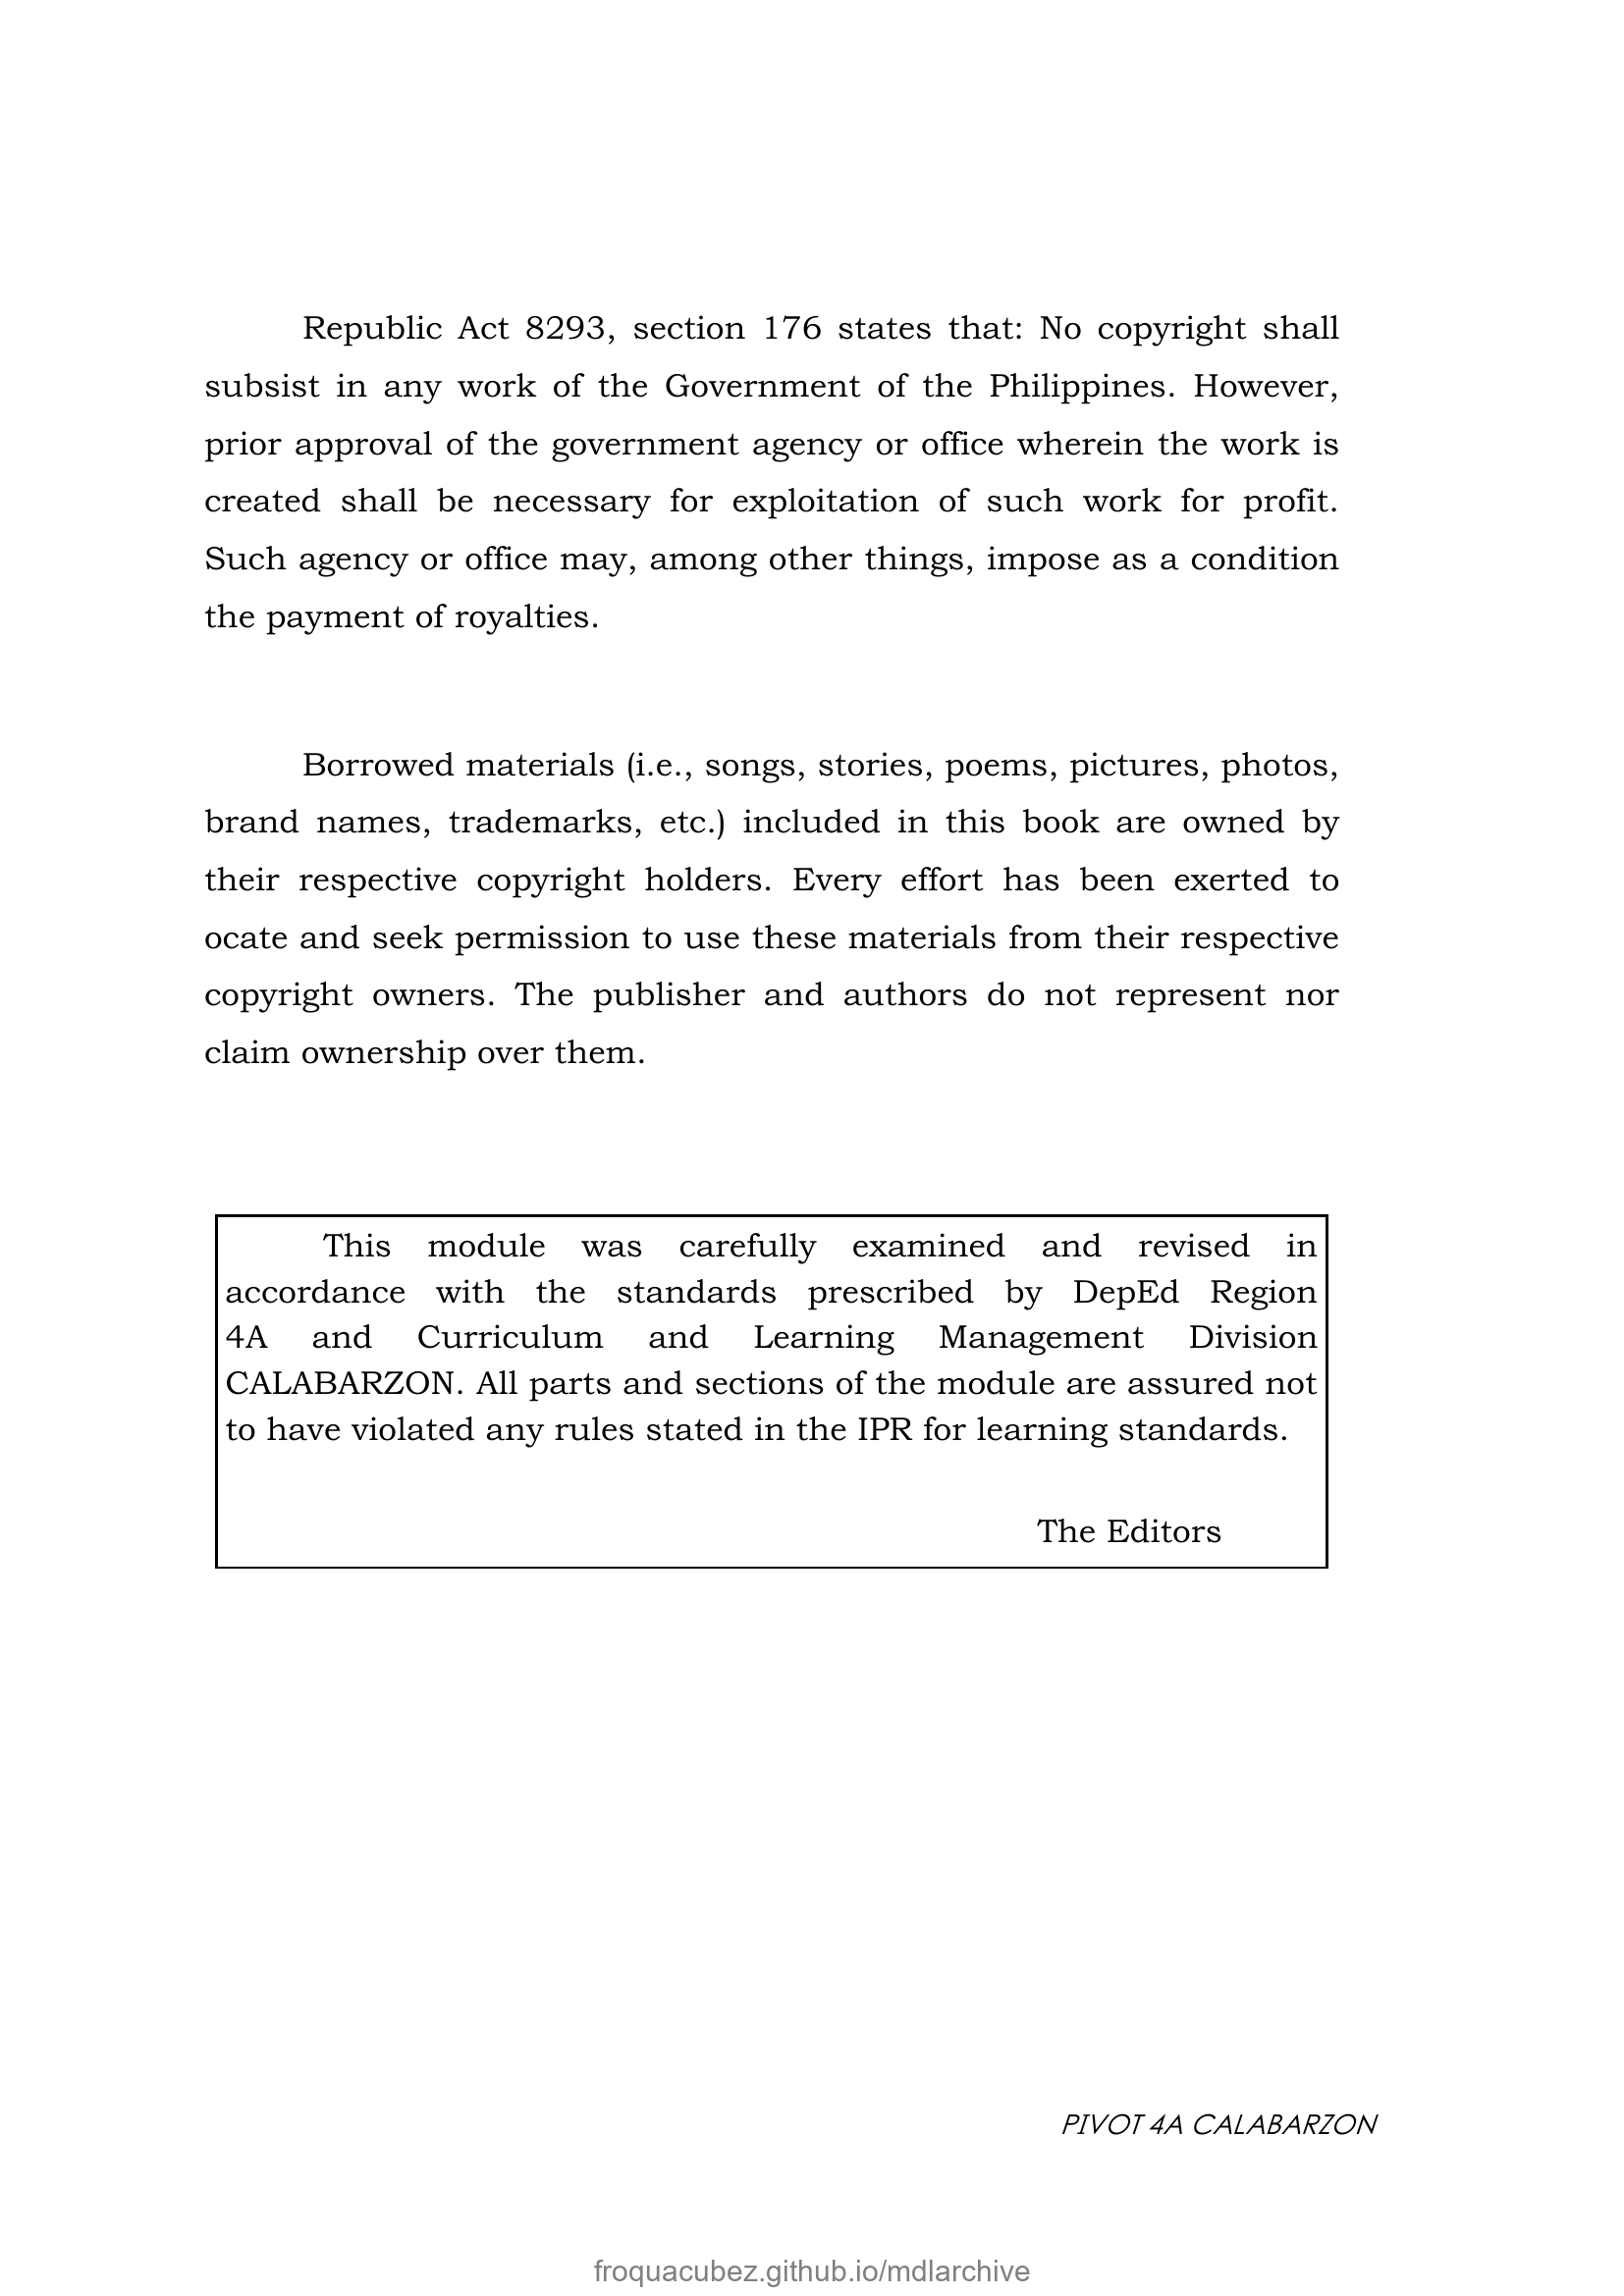 Republic Act 8293, section 176 states that: No copyright shall
subsist in any work of the Government of the Philippines. However,
prior approval of the government agency or office wherein the work is
created shall be necessary for exploitation of such work for profit.
Such agency or office may, among other things, impose as a condition
the payment of royalties.
Borrowed materials (i.e., songs, stories, poems, pictures, photos,
brand names, trademarks, etc.) included in this book are owned by
their respective copyright holders. Every effort has been exerted to
ocate and seek permission to use these materials from their respective
copyright owners. The publisher and authors do not represent nor
claim ownership over them.
This module was carefully examined and revised in
accordance with the standards prescribed by DepEd Region
4A and Curriculum and Learning Management Division
CALABARZON. All parts and sections of the module are assured not
to have violated any rules stated in the IPR for learning standards.
The Editors
PIVOT 4A CALABARZON
froquacubez.github.io/mdlarchive